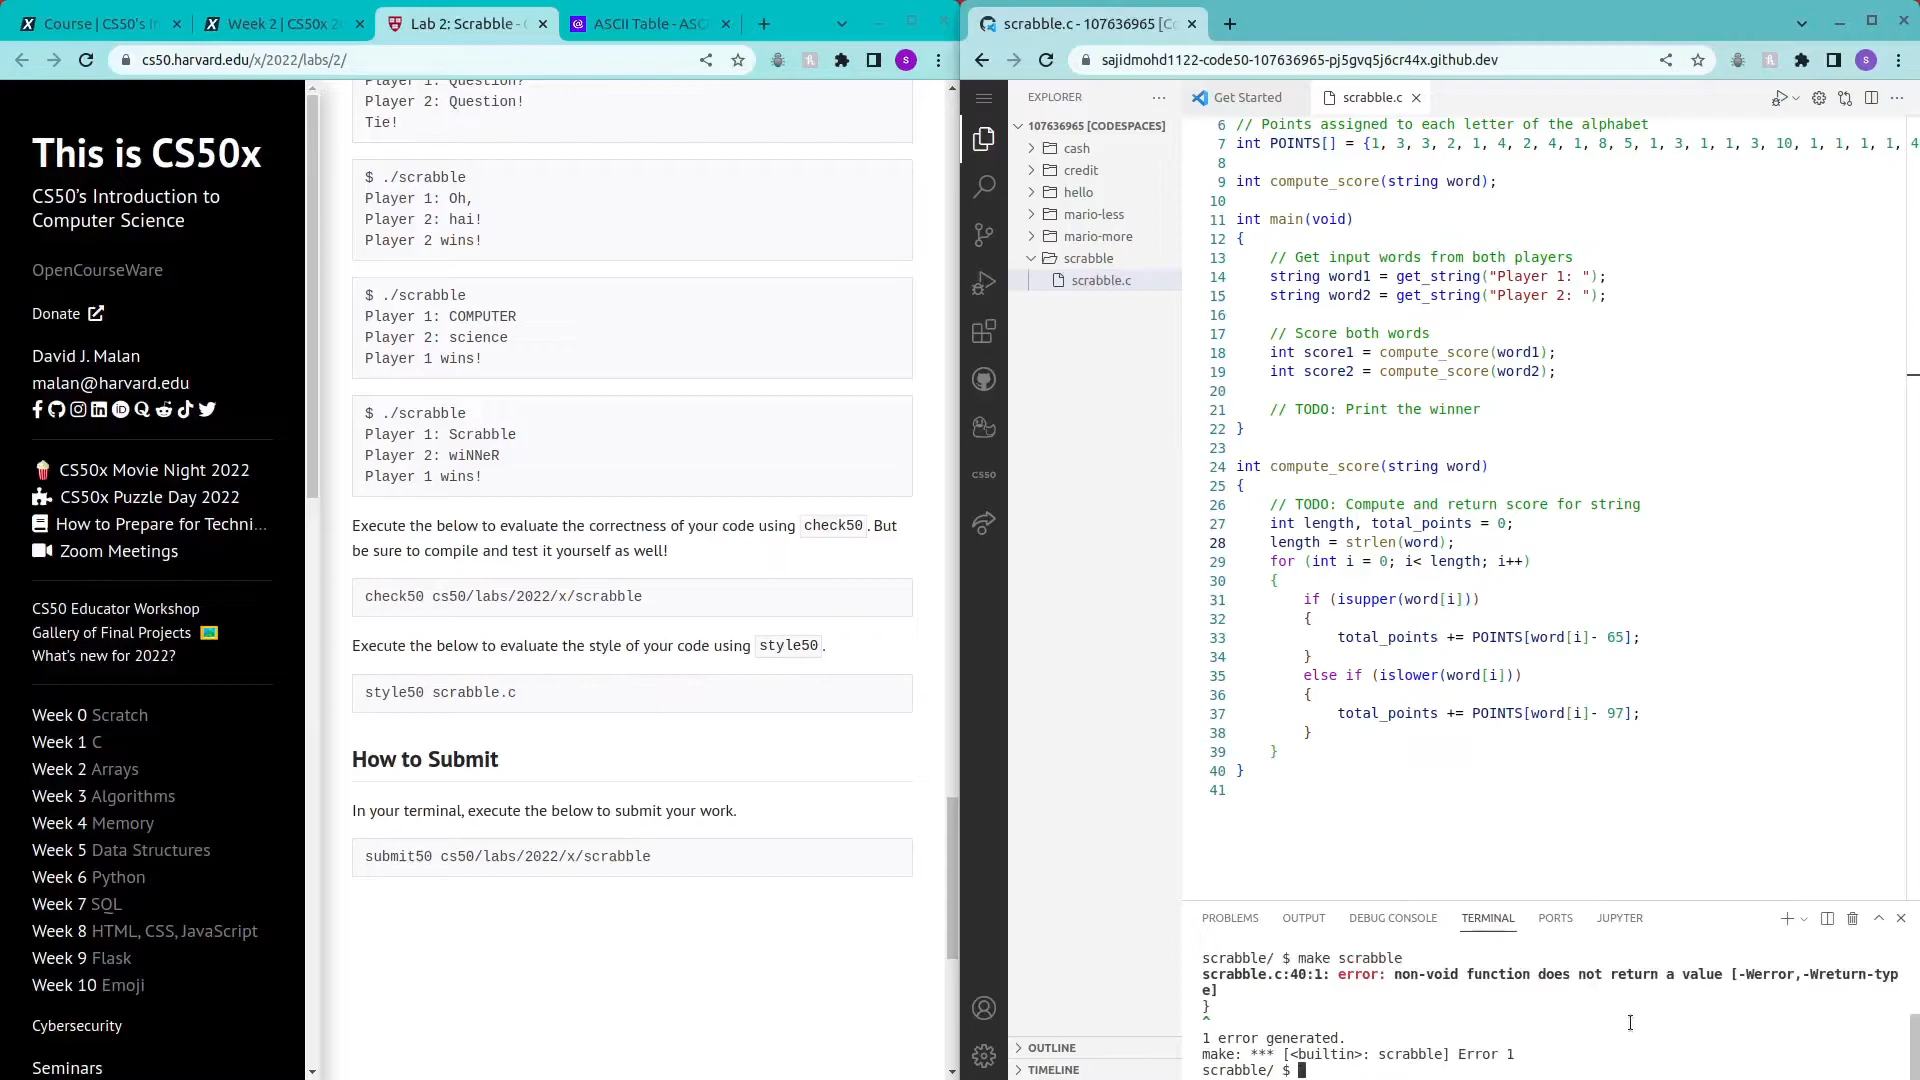 Course | CS50's In
Week 2 | CS50x 20
Lab 2: Scrabble - C
ASCII Table - ASC
cs50.harvard.edu/x/2022/labs/2/
This is CS50x
CS50's Introduction to
Computer Science
OpenCourseWare
Donate
David J. Malan
malan@harvard.edu
CS50x Movie Night 2022
CS50x Puzzle Day 2022
How to Prepare for Techni...
Zoom Meetings
CS50 Educator Workshop
Gallery of Final Projects
What's new for 2022?
Week 0 Scratch
Week 1 C
Week 2 Arrays
Week 3 Algorithms
Week 4 Memory
Week 5 Data Structures
Week 6 Python
Week 7 SQL
Week 8 HTML, CSS, JavaScript
Week 9 Flask
Week 10 Emoji
Cybersecurity
Seminars
Player 1: Question?
Player 2: Question!
Tie!
$ ./scrabble
Player 1: Oh,
Player 2: hai!
Player 2 wins!
$ ./scrabble
Player 1: COMPUTER
Player 2: science
Player 1 wins!
$ ./scrabble
Player 1: Scrabble
Player 2: wiNNeR
Player 1 wins!
Execute the below to evaluate the correctness of your code using check50. But
be sure to compile and test it yourself as well!
check50 cs50/labs/2022/x/scrabble
Execute the below to evaluate the style of your code using style50.
style50 scrabble.c
How to Submit
In your terminal, execute the below to submit your work.
submit50 cs50/labs/2022/x/scrabble
scrabble.c - 107636965 [Co
sajidmohd1122-code50-107636965-pj5gvq5j6cr44x.github.dev
EXPLORER
107636965 [CODESPACES]
cash
credit
hello
mario-less
mario-more
scrabble
scrabble.c
CS50
OUTLINE
TIMELINE
Get Started
scrabble.c
6 // Points assigned to each letter of the alphabet
7 int POINTS[] = {1, 3, 3, 2, 1, 4, 2, 4, 1, 8, 5, 1, 3, 1, 1, 3, 10, 1, 1, 1, 1, 4
8
9 int compute_score(string word);
10
11 int main(void)
12 {
13 // Get input words from both players
14 string word1 = get_string("Player 1: ");
15 string word2 = get_string("Player 2: ");
16
17 // Score both words
18 int score1 = compute_score(word1);
19 int score2 = compute_score(word2);
20
21 // TODO: Print the winner
22 }
23
24 int compute_score(string word)
25 {
26 // TODO: Compute and return score for string
27 int length, total_points = 0;
28 length = strlen(word);
29 for (int i = 0; i< length; i++)
30 {
31 if (isupper(word[i]))
32 {
33 total_points += POINTS[word[i]- 65];
34 }
35 else if (islower(word[i]))
36 {
37 total_points += POINTS[word[i]- 97];
38 }
39 }
40 }
41
PROBLEMS
OUTPUT
DEBUG CONSOLE
TERMINAL
PORTS
JUPYTER
scrabble/ $ make scrabble
scrabble.c:40:1: error: non-void function does not return a value [-Werror,-Wreturn-typ
e]
}
^
1 error generated.
make: *** [<builtin>: scrabble] Error 1
scrabble/ $